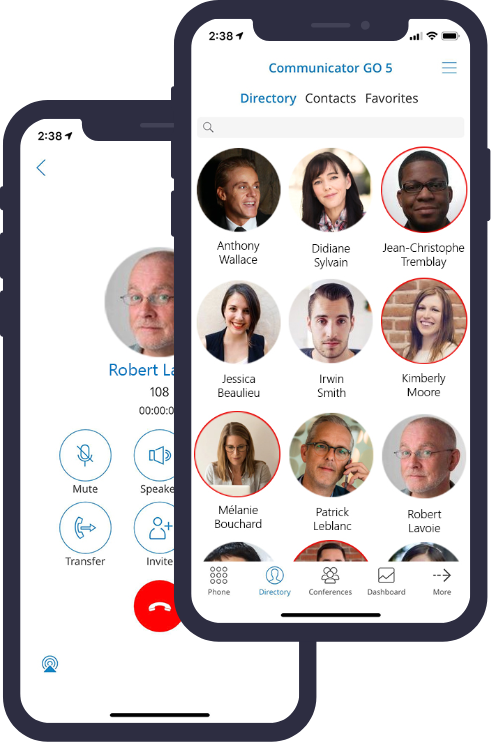 2:38
Communicator GO 5
Directory Contacts Favorites
Anthony
Wallace
Didiane
Sylvain
Jean-Christophe
Tremblay
Jessica
Beaulieu
Irwin
Smith
Kimberly
Moore
Mélanie
Bouchard
Patrick
Leblanc
Robert
Lavoie
Phone Directory Conferences Dashboard More
2:38
Robert La
108
00:00:0
Mute Speake
Transfer Invite